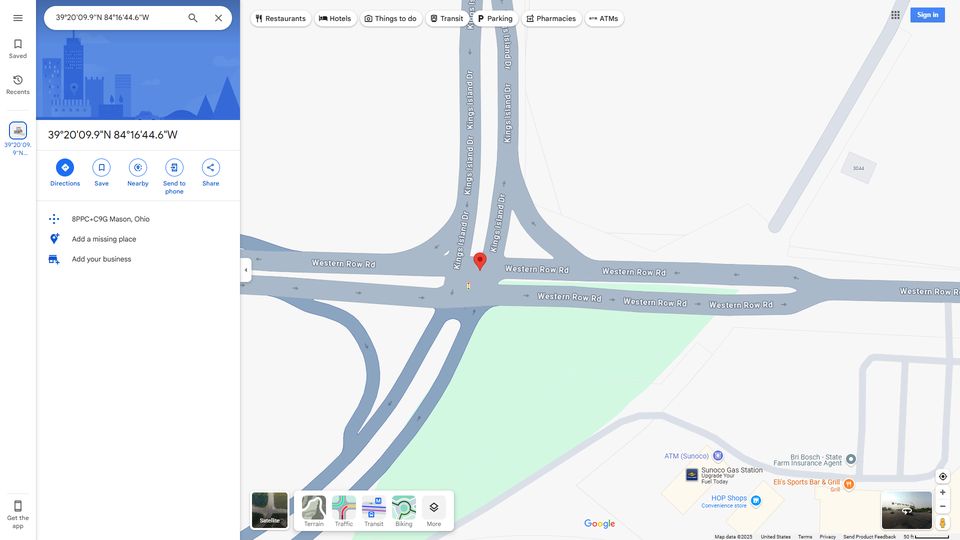 39°20'09.9"N 84°16'44.6"W
Restaurants
Hotels
Things to do
Transit
Parking
Pharmacies
ATMs
Sign in
Saved
Recents
39°20'09.
9"N...
39°20'09.9"N 84°16'44.6"W
Directions
Save
Nearby
Send to
phone
Share
8PPC+C9G Mason, Ohio
Add a missing place
Add your business
Get the
app
Kings Island Dr
Kings Island Dr
Kings Island Dr
Kings Island Dr
Kings Island Dr
Kings Island Dr
Western Row Rd
Western Row Rd
Western Row Rd
Western Row Rd
Western Row Rd
Western Row Rd
Western Row Rd
3044
ATM (Sunoco)
Sunoco Gas Station
Upgrade Your
Fuel Today
HOP Shops
Convenience store
Bri Bosch - State
Farm Insurance Agent
Eli's Sports Bar & Grill
Grill
Satellite
Terrain
Traffic
Transit
Biking
More
Google
Map data ©2025
United States
Terms
Privacy
Send Product Feedback
50 ft